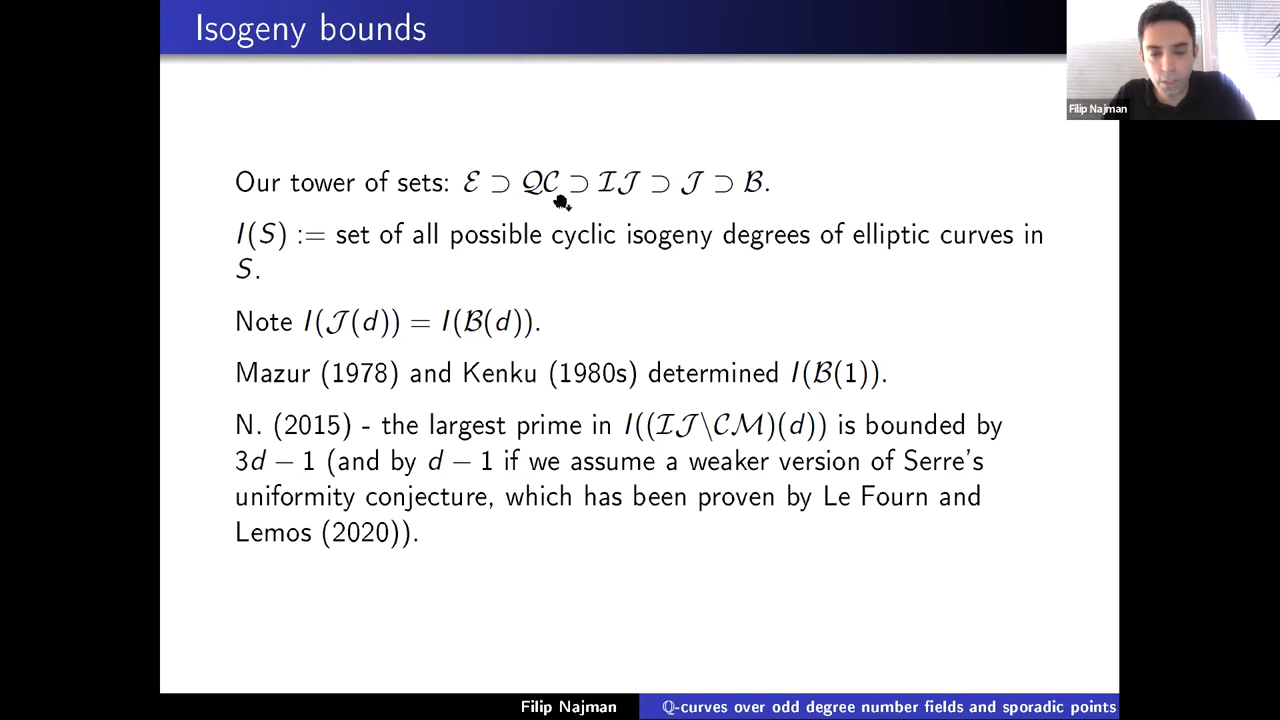 Isogeny bounds
Filip Najman
Our tower of sets: ℰ ⊃ 𝒬𝒞 ⊃ ℐ𝒥 ⊃ 𝒥 ⊃ ℬ.
I(S) := set of all possible cyclic isogeny degrees of elliptic curves in
S.
Note I(𝒥(d)) = I(ℬ(d)).
Mazur (1978) and Kenku (1980s) determined I(ℬ(1)).
N. (2015) - the largest prime in I((ℐ𝒥\𝒞ℳ)(d)) is bounded by
3d − 1 (and by d − 1 if we assume a weaker version of Serre's
uniformity conjecture, which has been proven by Le Fourn and
Lemos (2020)).
Filip Najman
ℚ-curves over odd degree number fields and sporadic points